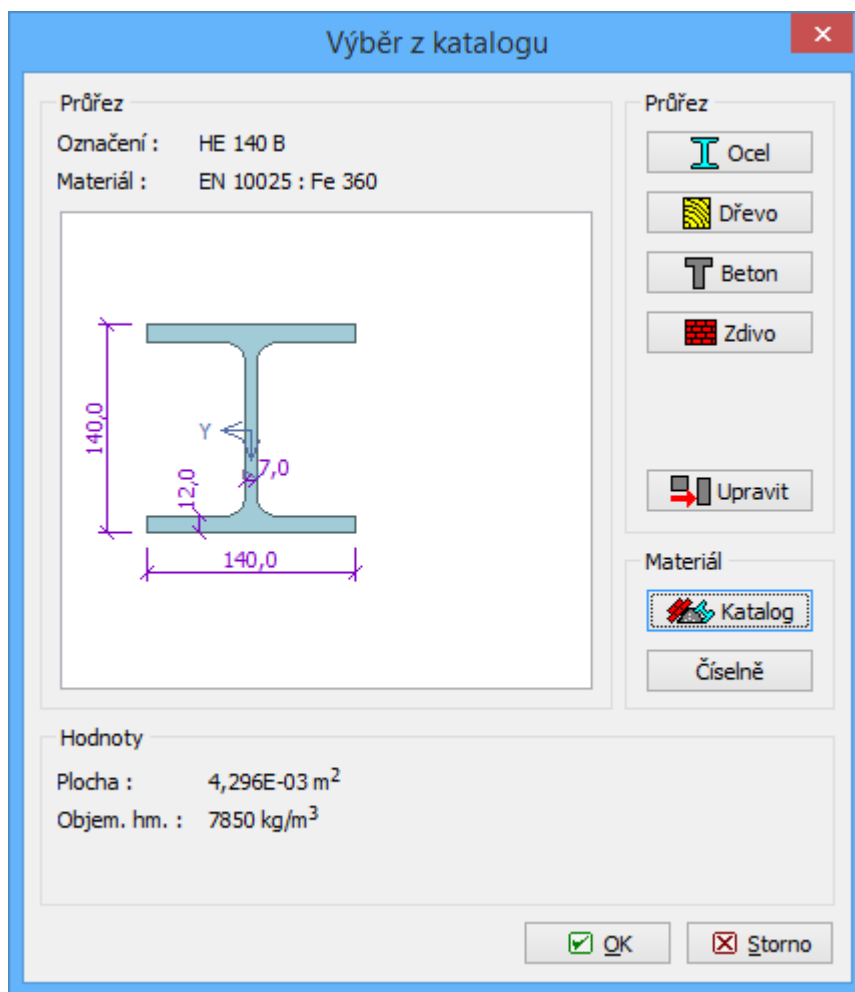 Výběr z katalogu
Průřez
Označení : HE 140 B
Materiál : EN 10025 : Fe 360
140,0
Y
7,0
12,0
140,0
Průřez
Ocel
Dřevo
Beton
Zdivo
Upravit
Materiál
Katalog
Číselně
Hodnoty
Plocha : 4,296E-03 m²
Objem. hm. : 7850 kg/m³
OK
Storno